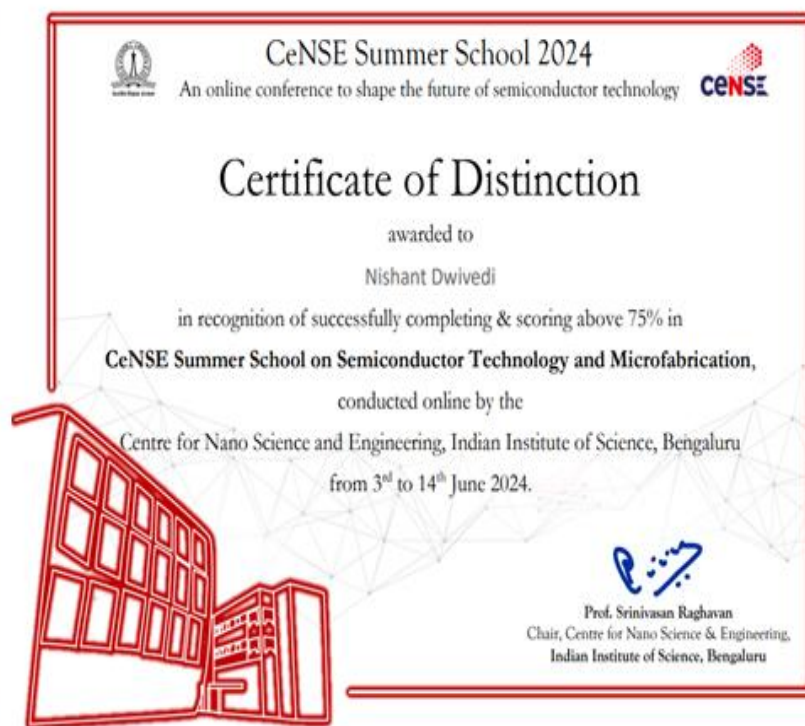 CeNSE Summer School 2024
An online conference to shape the future of semiconductor technology
CeNSE
Certificate of Distinction
awarded to
Nishant Dwivedi
in recognition of successfully completing & scoring above 75% in
CeNSE Summer School on Semiconductor Technology and Microfabrication,
conducted online by the
Centre for Nano Science and Engineering, Indian Institute of Science, Bengaluru
from 3rd to 14th June 2024.
Prof. Srinivasan Raghavan
Chair, Centre for Nano Science & Engineering,
Indian Institute of Science, Bengaluru